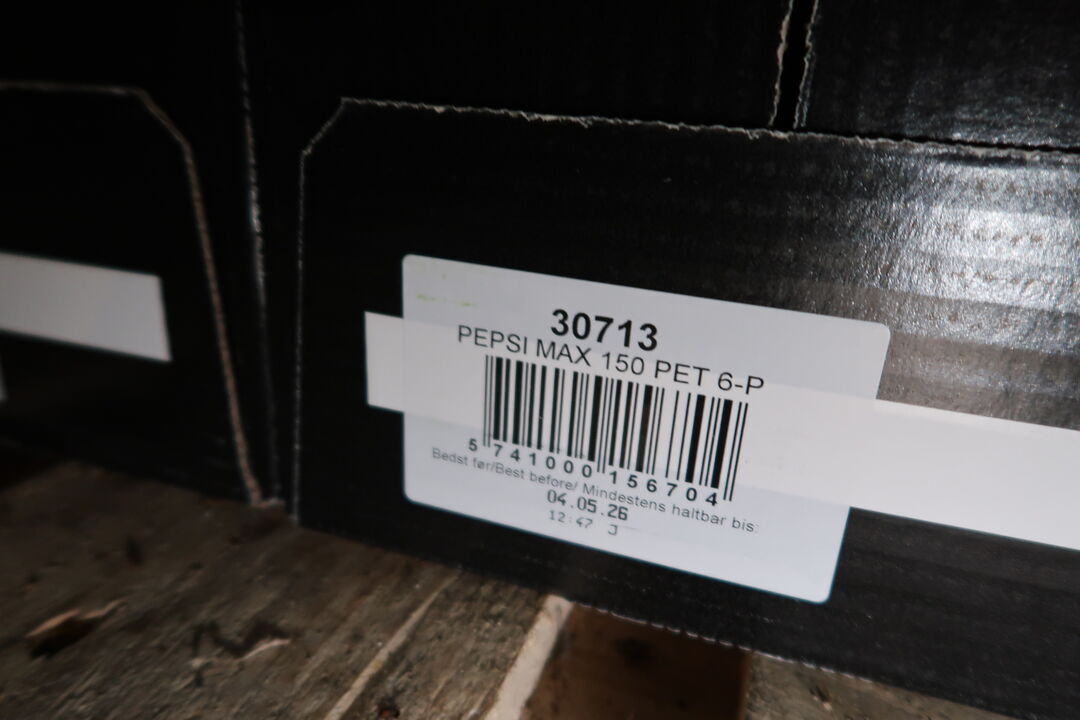 30713
PEPSI MAX 150 PET 6-P
5 741000 156704
Bedst før/Best before/ Mindestens haltbar bis:
04.05.26
12:47 J